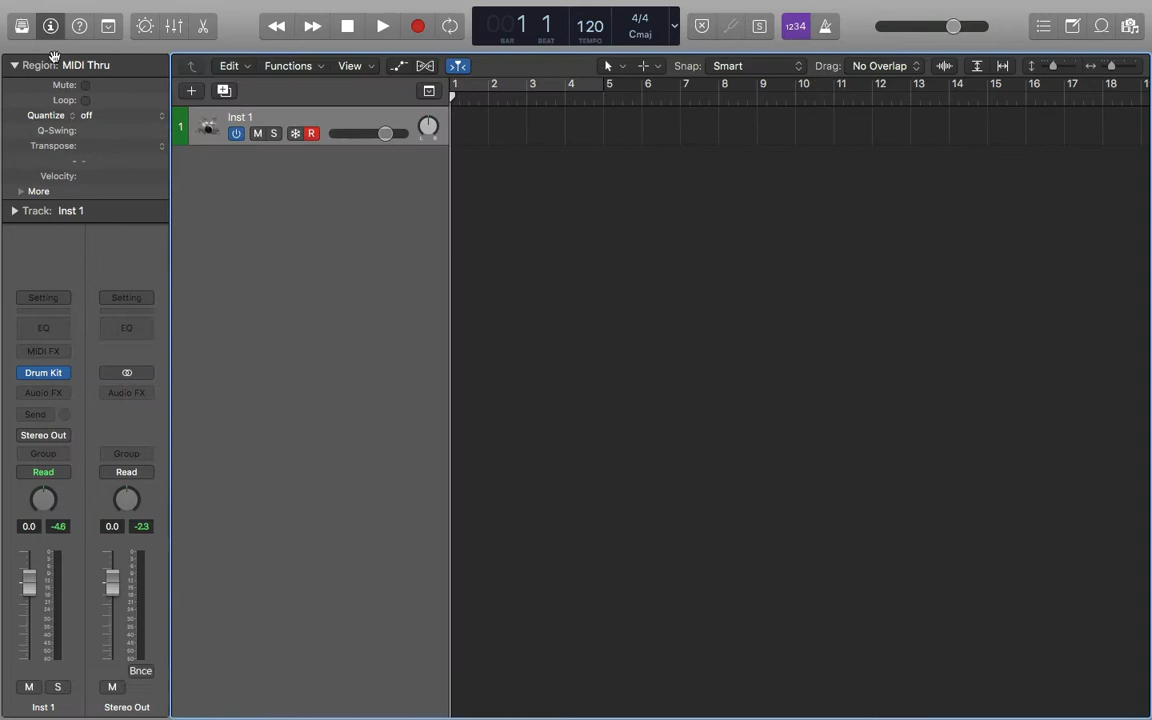 1 1 120 4/4 1234
BAR BEAT TEMPO Cmaj
Region: MIDI Thru Edit Functions View Snap: Smart Drag: No Overlap
Mute: 1 2 3 4 5 6 7 8 9 10 11 12 13 14 15 16 17 18
Loop:
Quantize off 1 Inst 1
Q-Swing: M S R
Transpose: L R
- -
Velocity:
More
Track: Inst 1
Setting Setting
EQ EQ
MIDI FX
Drum Kit
Audio FX Audio FX
Send
Stereo Out
Group Group
Read Read
0.0 -4.6 0.0 -2.3
Bnce
M S M
Inst 1 Stereo Out